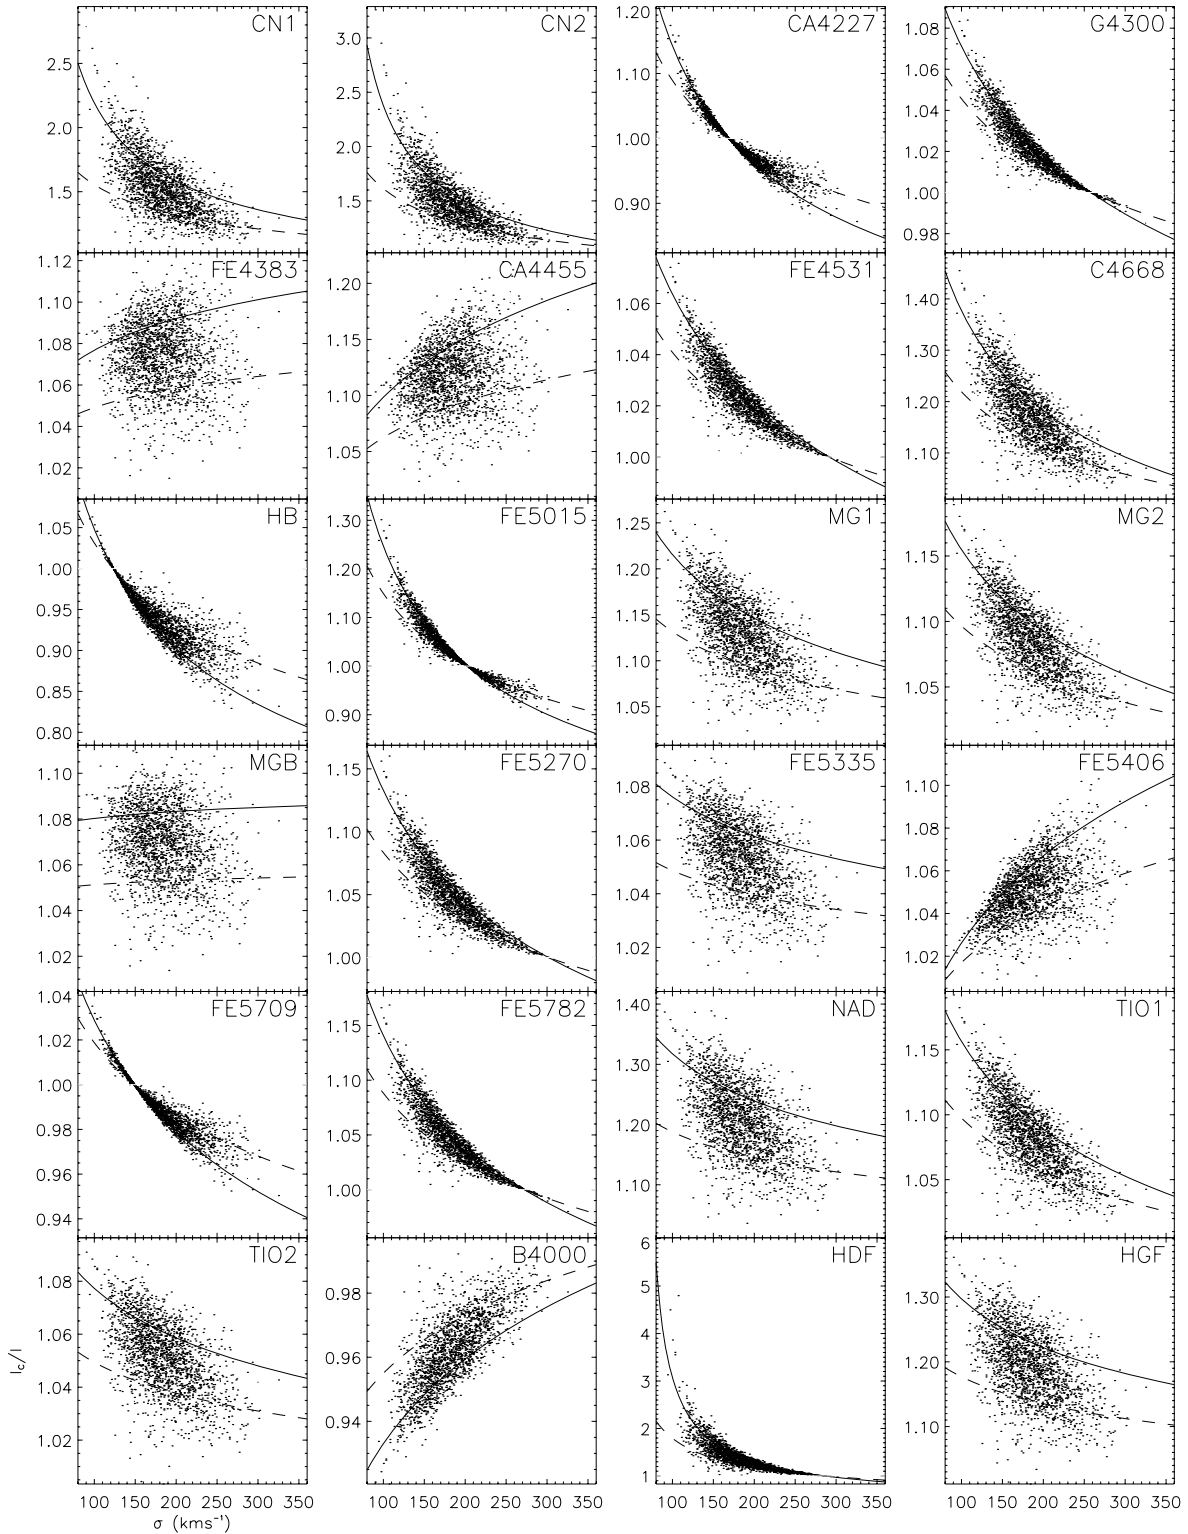 CN1 CN2 CA4227 G4300
2.5 2.0 1.5
3.0 2.5 2.0 1.5
1.20 1.10 1.00 0.90
1.08 1.06 1.04 1.02 1.00 0.98
FE4383 CA4455 FE4531 C4668
1.12 1.10 1.08 1.06 1.04 1.02
1.20 1.15 1.10 1.05
1.06 1.04 1.02 1.00
1.40 1.30 1.20 1.10
HB FE5015 MG1 MG2
1.05 1.00 0.95 0.90 0.85 0.80
1.30 1.20 1.10 1.00 0.90
1.25 1.20 1.15 1.10 1.05
1.15 1.10 1.05
MGB FE5270 FE5335 FE5406
1.10 1.08 1.06 1.04 1.02
1.15 1.10 1.05 1.00
1.08 1.06 1.04 1.02
1.10 1.08 1.06 1.04 1.02
FE5709 FE5782 NAD TIO1
1.04 1.02 1.00 0.98 0.96 0.94
1.15 1.10 1.05 1.00
1.40 1.30 1.20 1.10
1.15 1.10 1.05
TIO2 B4000 HDF HGF
1.08 1.06 1.04 1.02
0.98 0.96 0.94
6 5 4 3 2 1
1.30 1.20 1.10
I_c/I
100 150 200 250 300 350
100 150 200 250 300 350
100 150 200 250 300 350
100 150 200 250 300 350
σ (kms⁻¹)